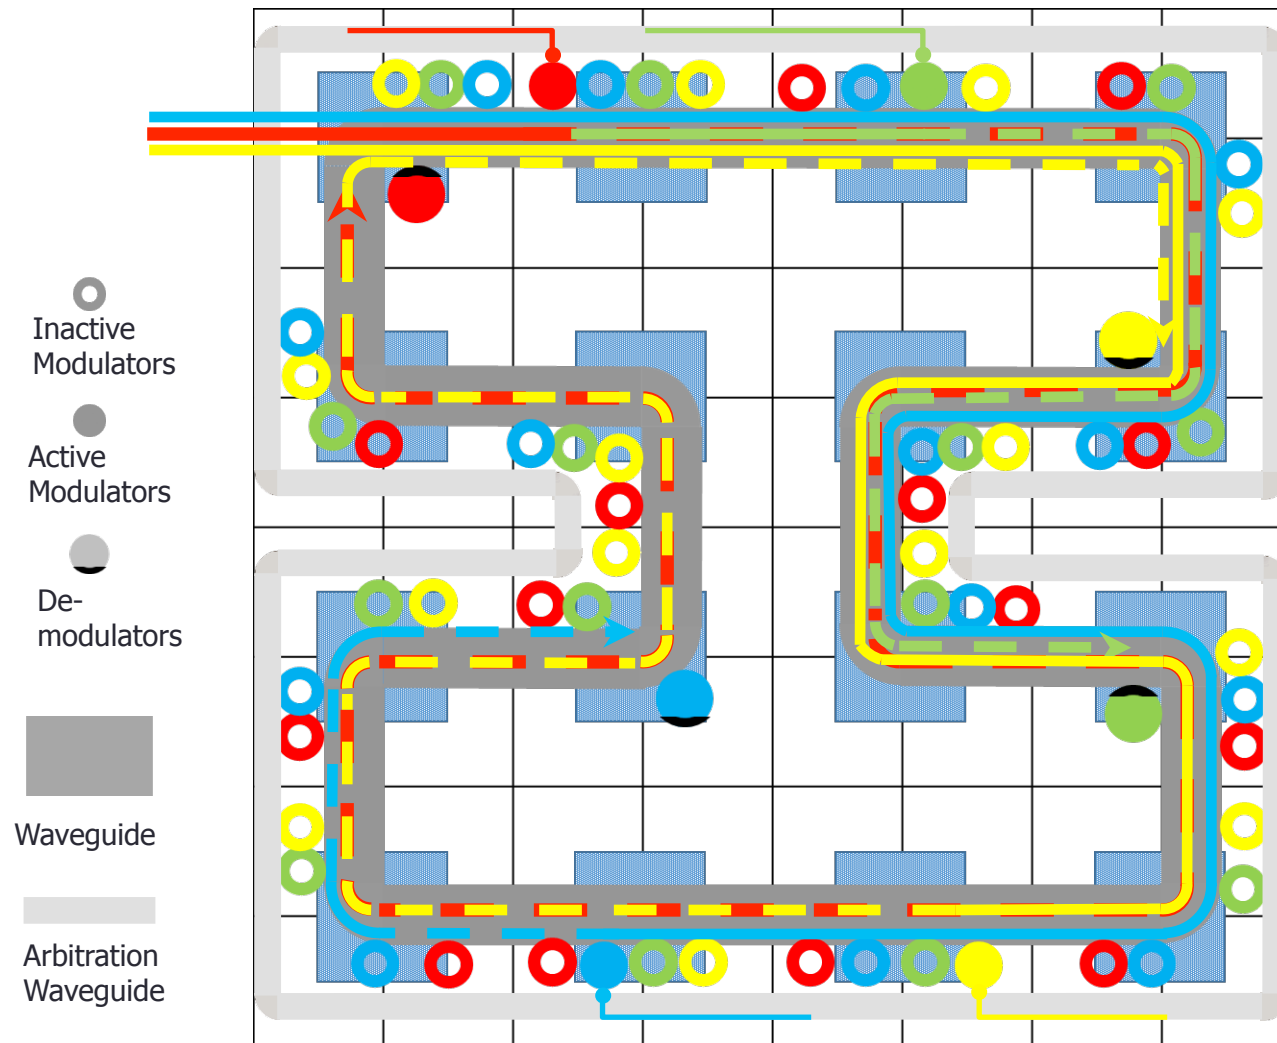 Inactive
Modulators
Active
Modulators
De-
modulators
Waveguide
Arbitration
Waveguide